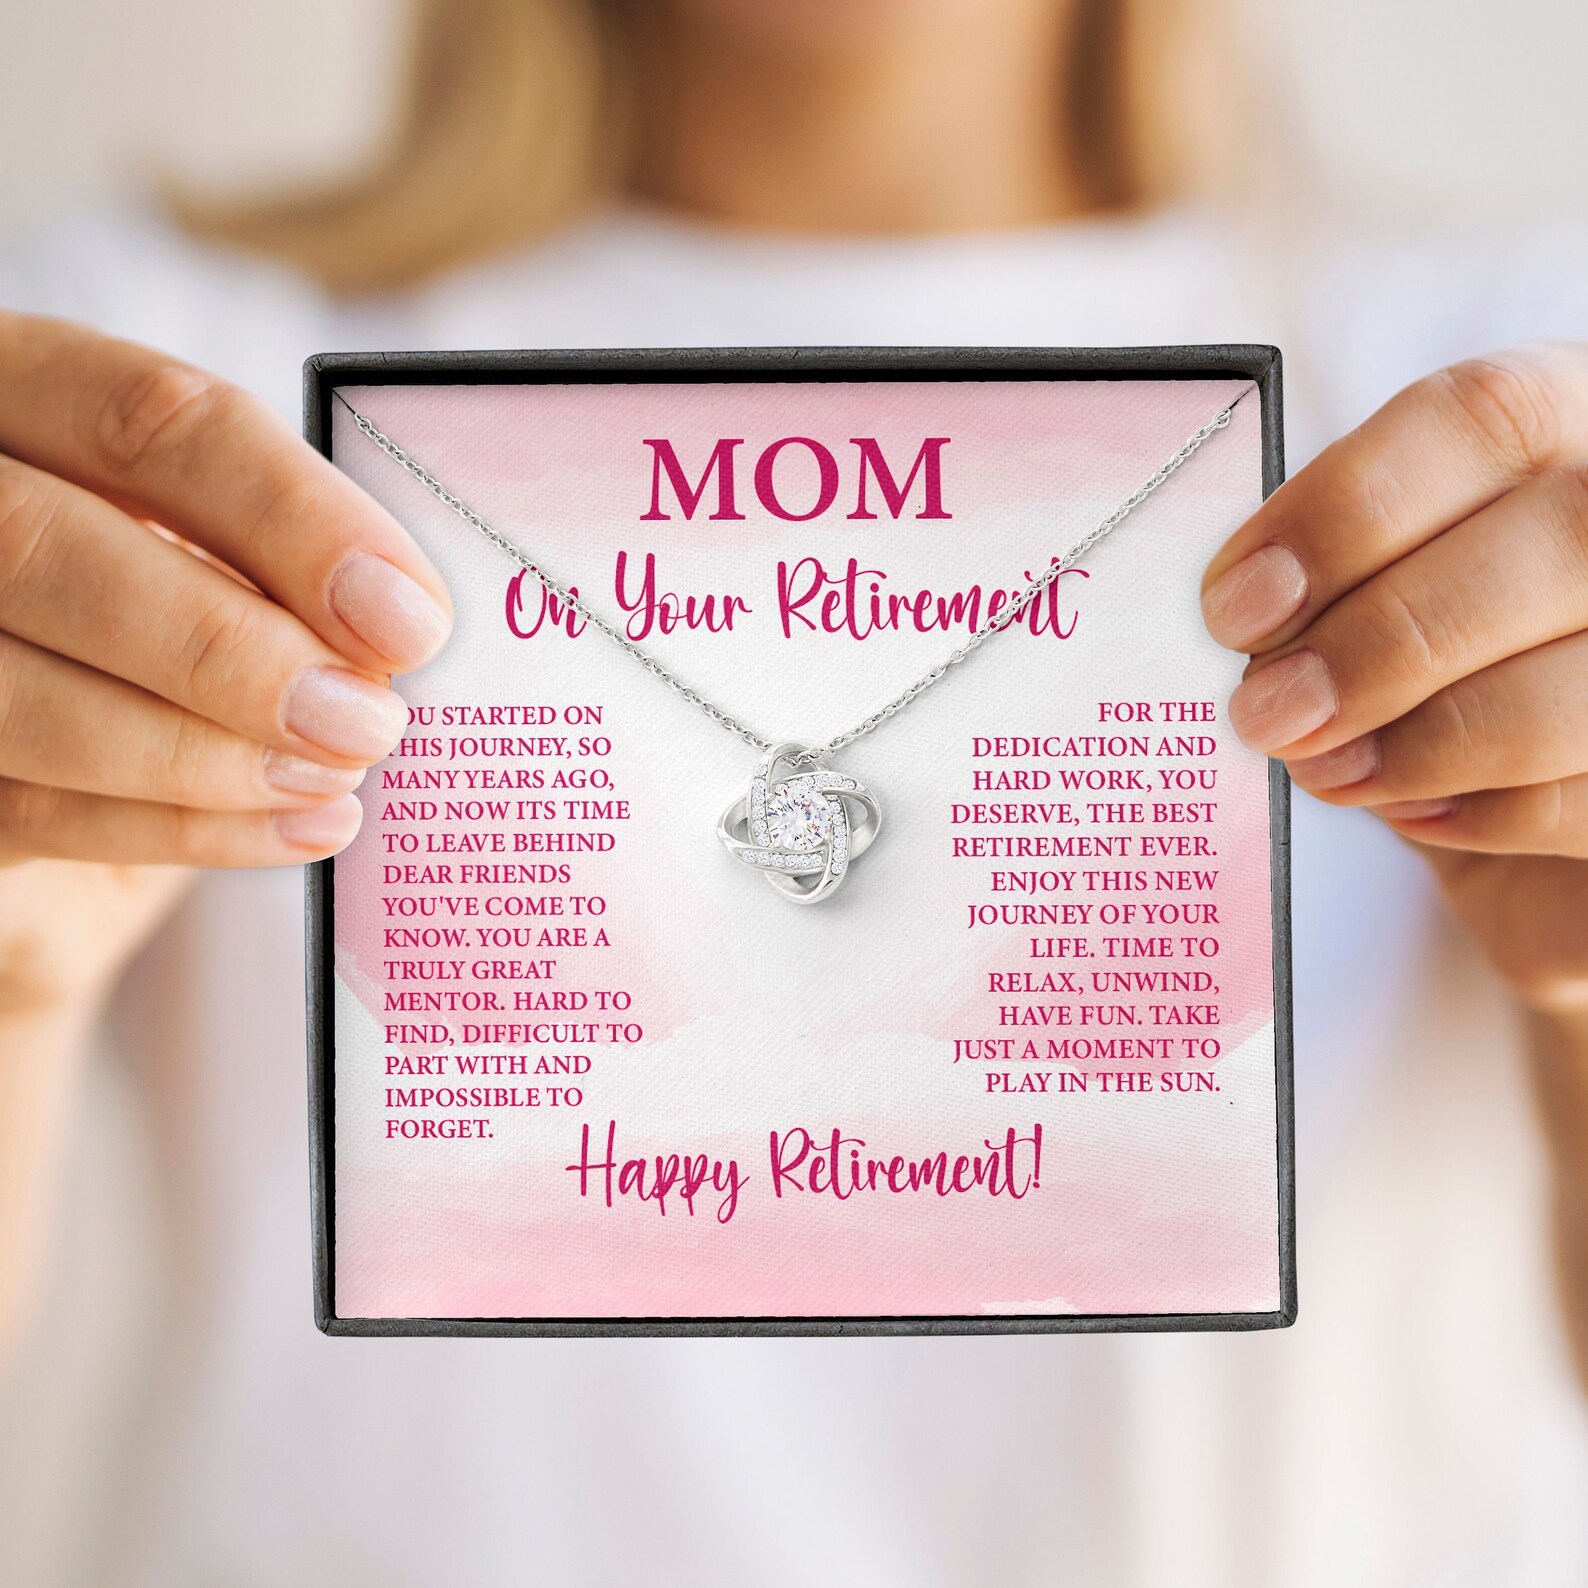 MOM
On Your Retirement
YOU STARTED ON
THIS JOURNEY, SO
MANY YEARS AGO,
AND NOW ITS TIME
TO LEAVE BEHIND
DEAR FRIENDS
YOU'VE COME TO
KNOW. YOU ARE A
TRULY GREAT
MENTOR. HARD TO
FIND, DIFFICULT TO
PART WITH AND
IMPOSSIBLE TO
FORGET.
FOR THE
DEDICATION AND
HARD WORK, YOU
DESERVE, THE BEST
RETIREMENT EVER.
ENJOY THIS NEW
JOURNEY OF YOUR
LIFE. TIME TO
RELAX, UNWIND,
HAVE FUN. TAKE
JUST A MOMENT TO
PLAY IN THE SUN.
Happy Retirement!